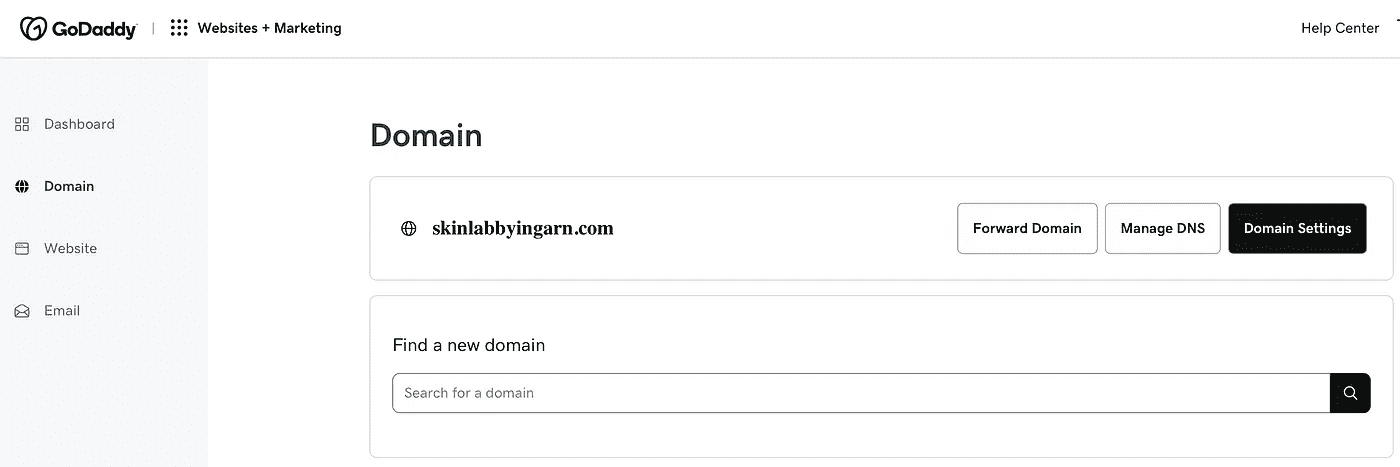 GoDaddy | Websites + Marketing Help Center
Dashboard
Domain
Website
Email
Domain
skinlabbyingarn.com Forward Domain Manage DNS Domain Settings
Find a new domain
Search for a domain